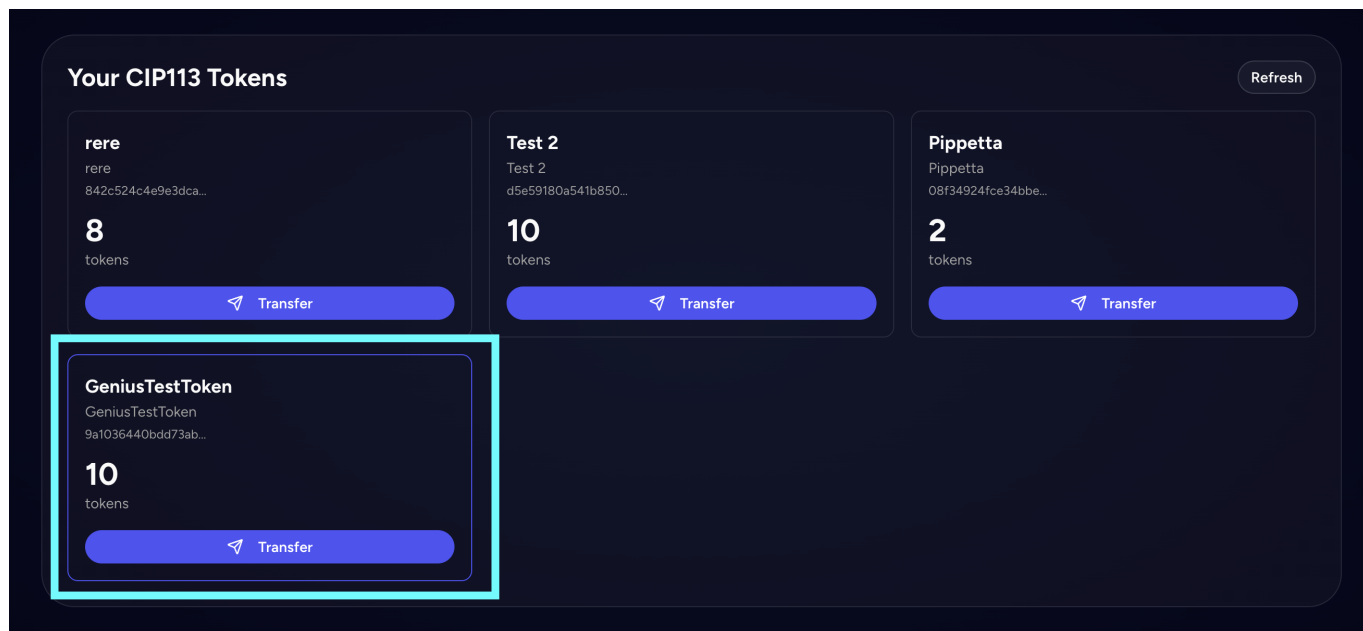 Your CIP113 Tokens
Refresh
rere
rere
842c524c4e9e3dca...
8
tokens
Transfer
Test 2
Test 2
d5e59180a541b850...
10
tokens
Transfer
Pippetta
Pippetta
08f34924fce34bbe...
2
tokens
Transfer
GeniusTestToken
GeniusTestToken
9a1036440bdd73ab...
10
tokens
Transfer